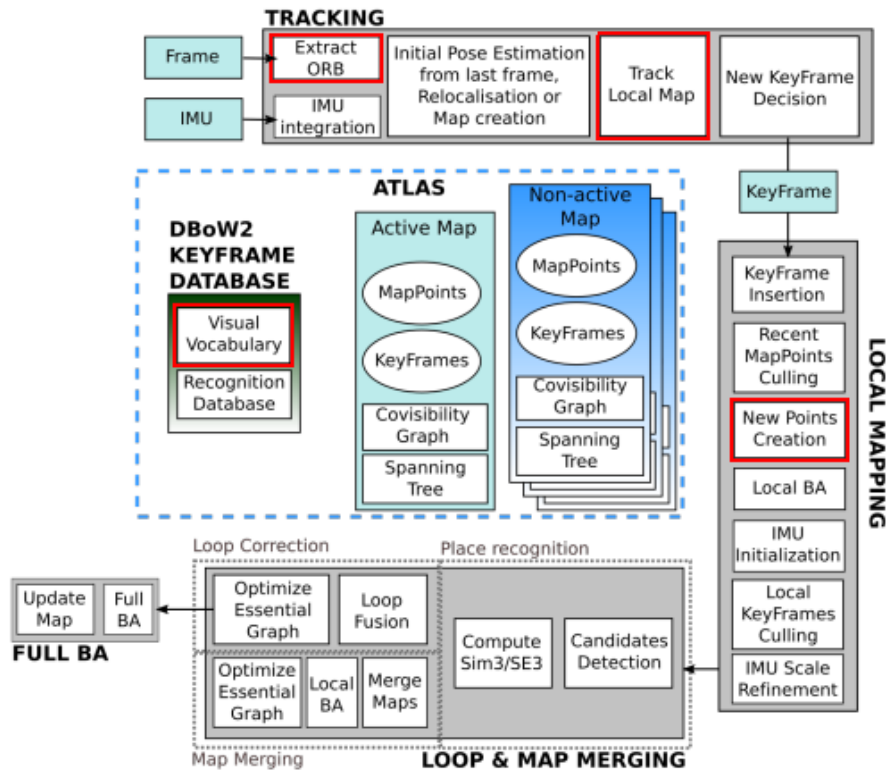 TRACKING
Frame
IMU
Extract
ORB
IMU
integration
Initial Pose Estimation
from last frame,
Relocalisation or
Map creation
Track
Local Map
New KeyFrame
Decision
KeyFrame
ATLAS
DBoW2
KEYFRAME
DATABASE
Visual
Vocabulary
Recognition
Database
Active Map
MapPoints
KeyFrames
Covisibility
Graph
Spanning
Tree
Non-active
Map
MapPoints
KeyFrames
Covisibility
Graph
Spanning
Tree
LOCAL MAPPING
KeyFrame
Insertion
Recent
MapPoints
Culling
New Points
Creation
Local BA
IMU
Initialization
Local
KeyFrames
Culling
IMU Scale
Refinement
Loop Correction
Optimize
Essential
Graph
Loop
Fusion
Place recognition
Compute
Sim3/SE3
Candidates
Detection
Update
Map
Full
BA
FULL BA
Optimize
Essential
Graph
Local
BA
Merge
Maps
Map Merging
LOOP & MAP MERGING